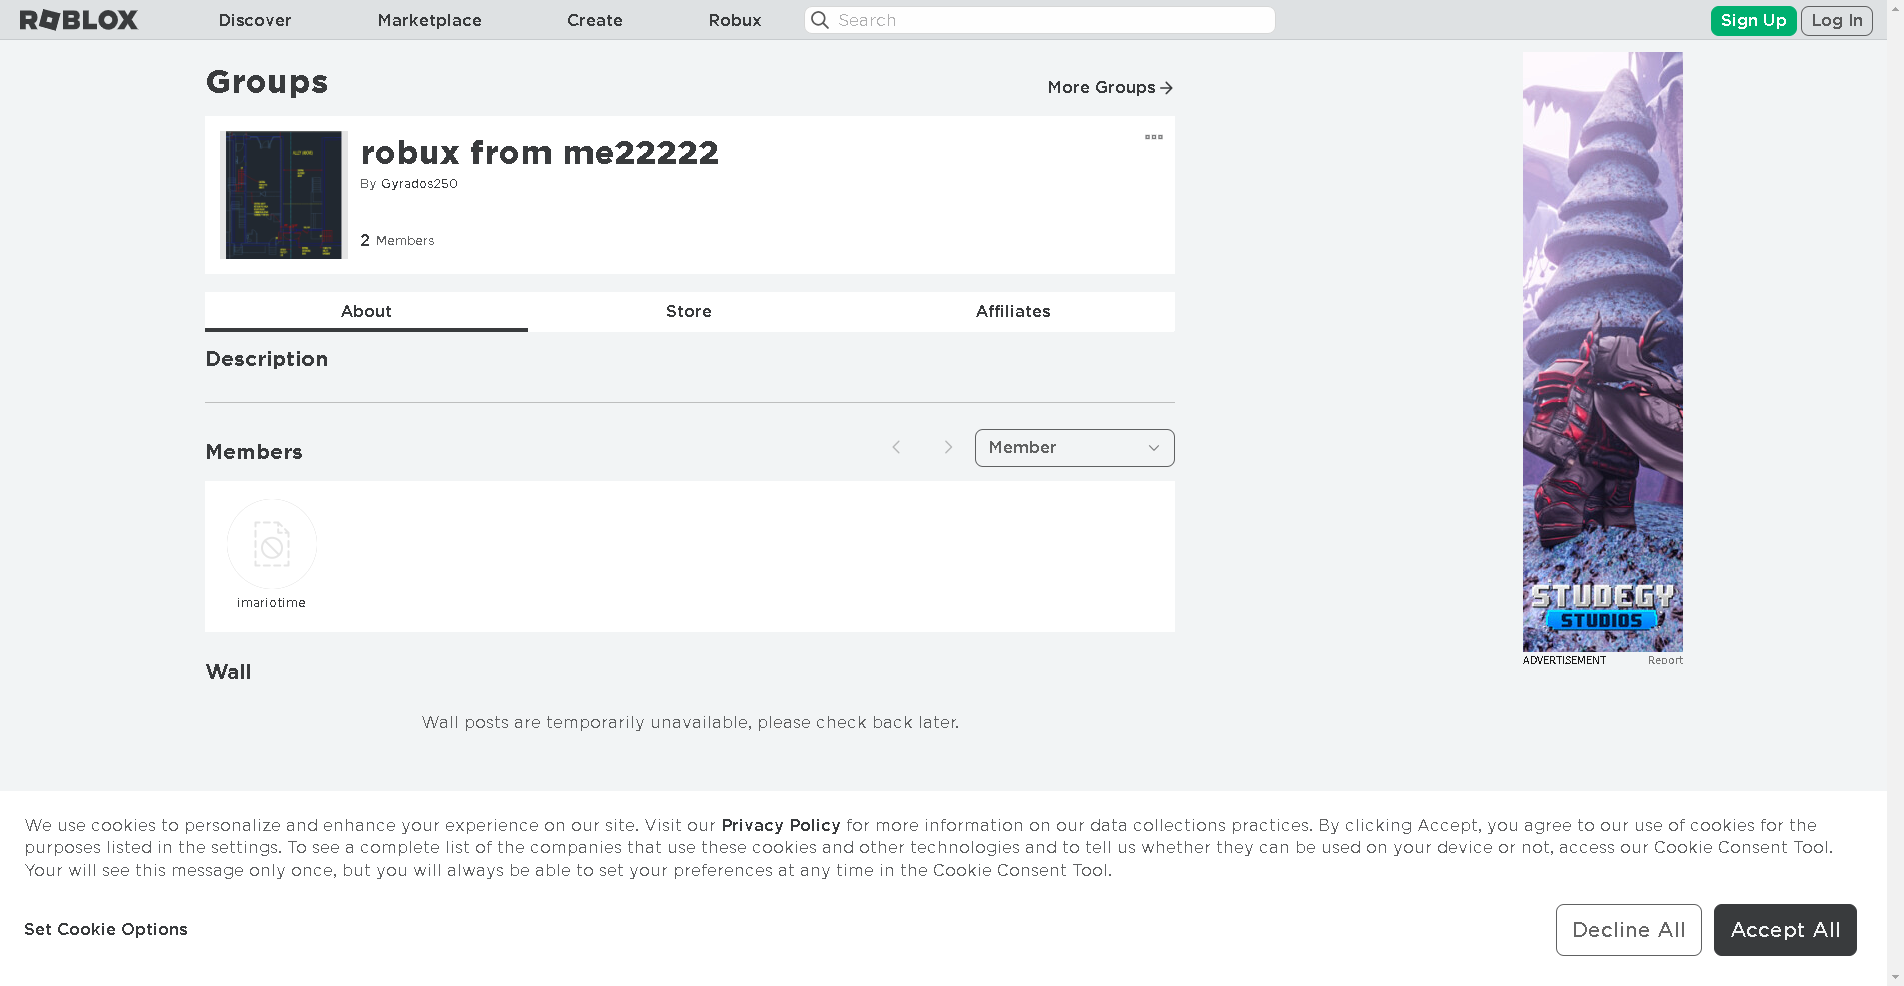 ROBLOX
Discover
Marketplace
Create
Robux
Search
Sign Up
Log In
Groups
More Groups
robux from me22222
By Gyrados250
2 Members
About
Store
Affiliates
Description
Members
Member
imariotime
Wall
Wall posts are temporarily unavailable, please check back later.
STUDEGY
STUDIOS
ADVERTISEMENT
Report
We use cookies to personalize and enhance your experience on our site. Visit our Privacy Policy for more information on our data collections practices. By clicking Accept, you agree to our use of cookies for the
purposes listed in the settings. To see a complete list of the companies that use these cookies and other technologies and to tell us whether they can be used on your device or not, access our Cookie Consent Tool.
Your will see this message only once, but you will always be able to set your preferences at any time in the Cookie Consent Tool.
Set Cookie Options
Decline All
Accept All